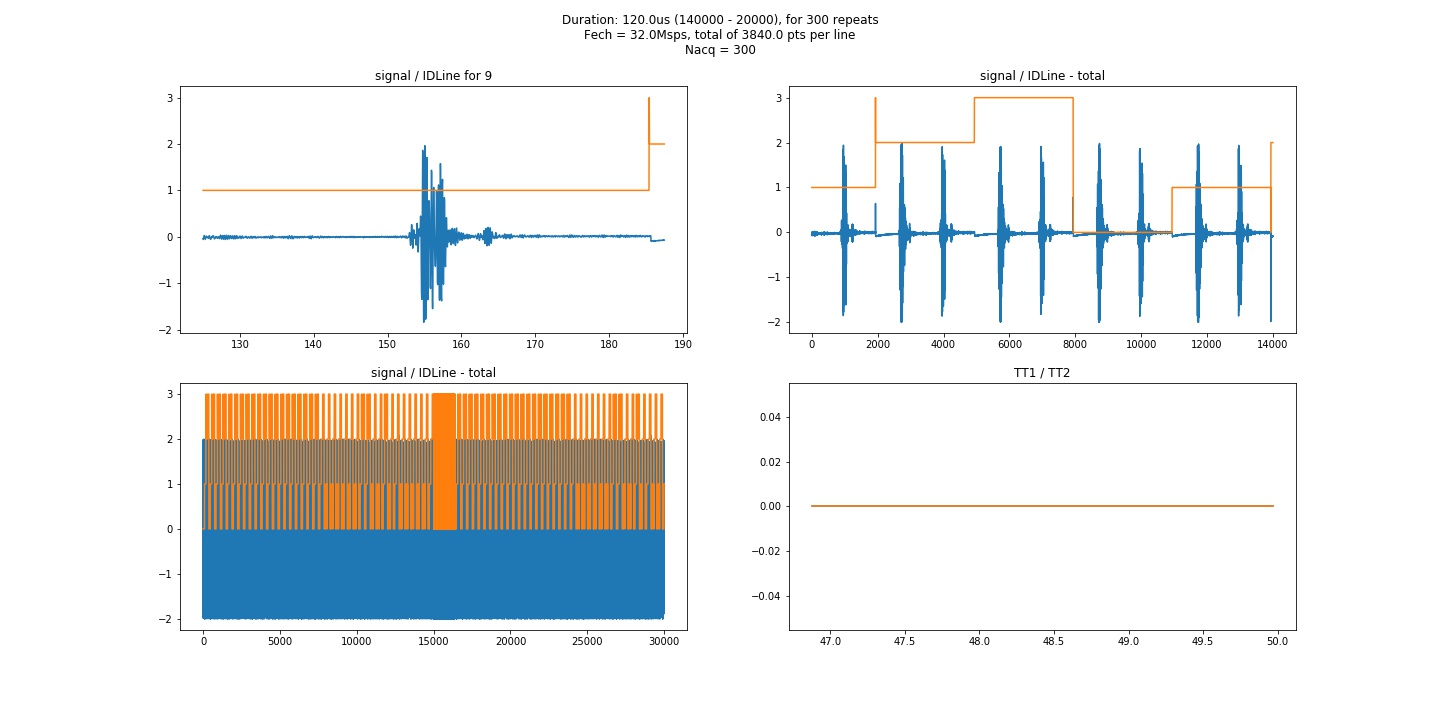 Duration: 120.0us (140000 - 20000), for 300 repeats
Fech = 32.0Msps, total of 3840.0 pts per line
Nacq = 300
signal / IDLine for 9
3
2
1
0
−1
−2
130 140 150 160 170 180 190
signal / IDLine - total
3
2
1
0
−1
−2
0 2000 4000 6000 8000 10000 12000 14000
signal / IDLine - total
3
2
1
0
−1
−2
0 5000 10000 15000 20000 25000 30000
TT1 / TT2
0.04
0.02
0.00
−0.02
−0.04
47.0 47.5 48.0 48.5 49.0 49.5 50.0